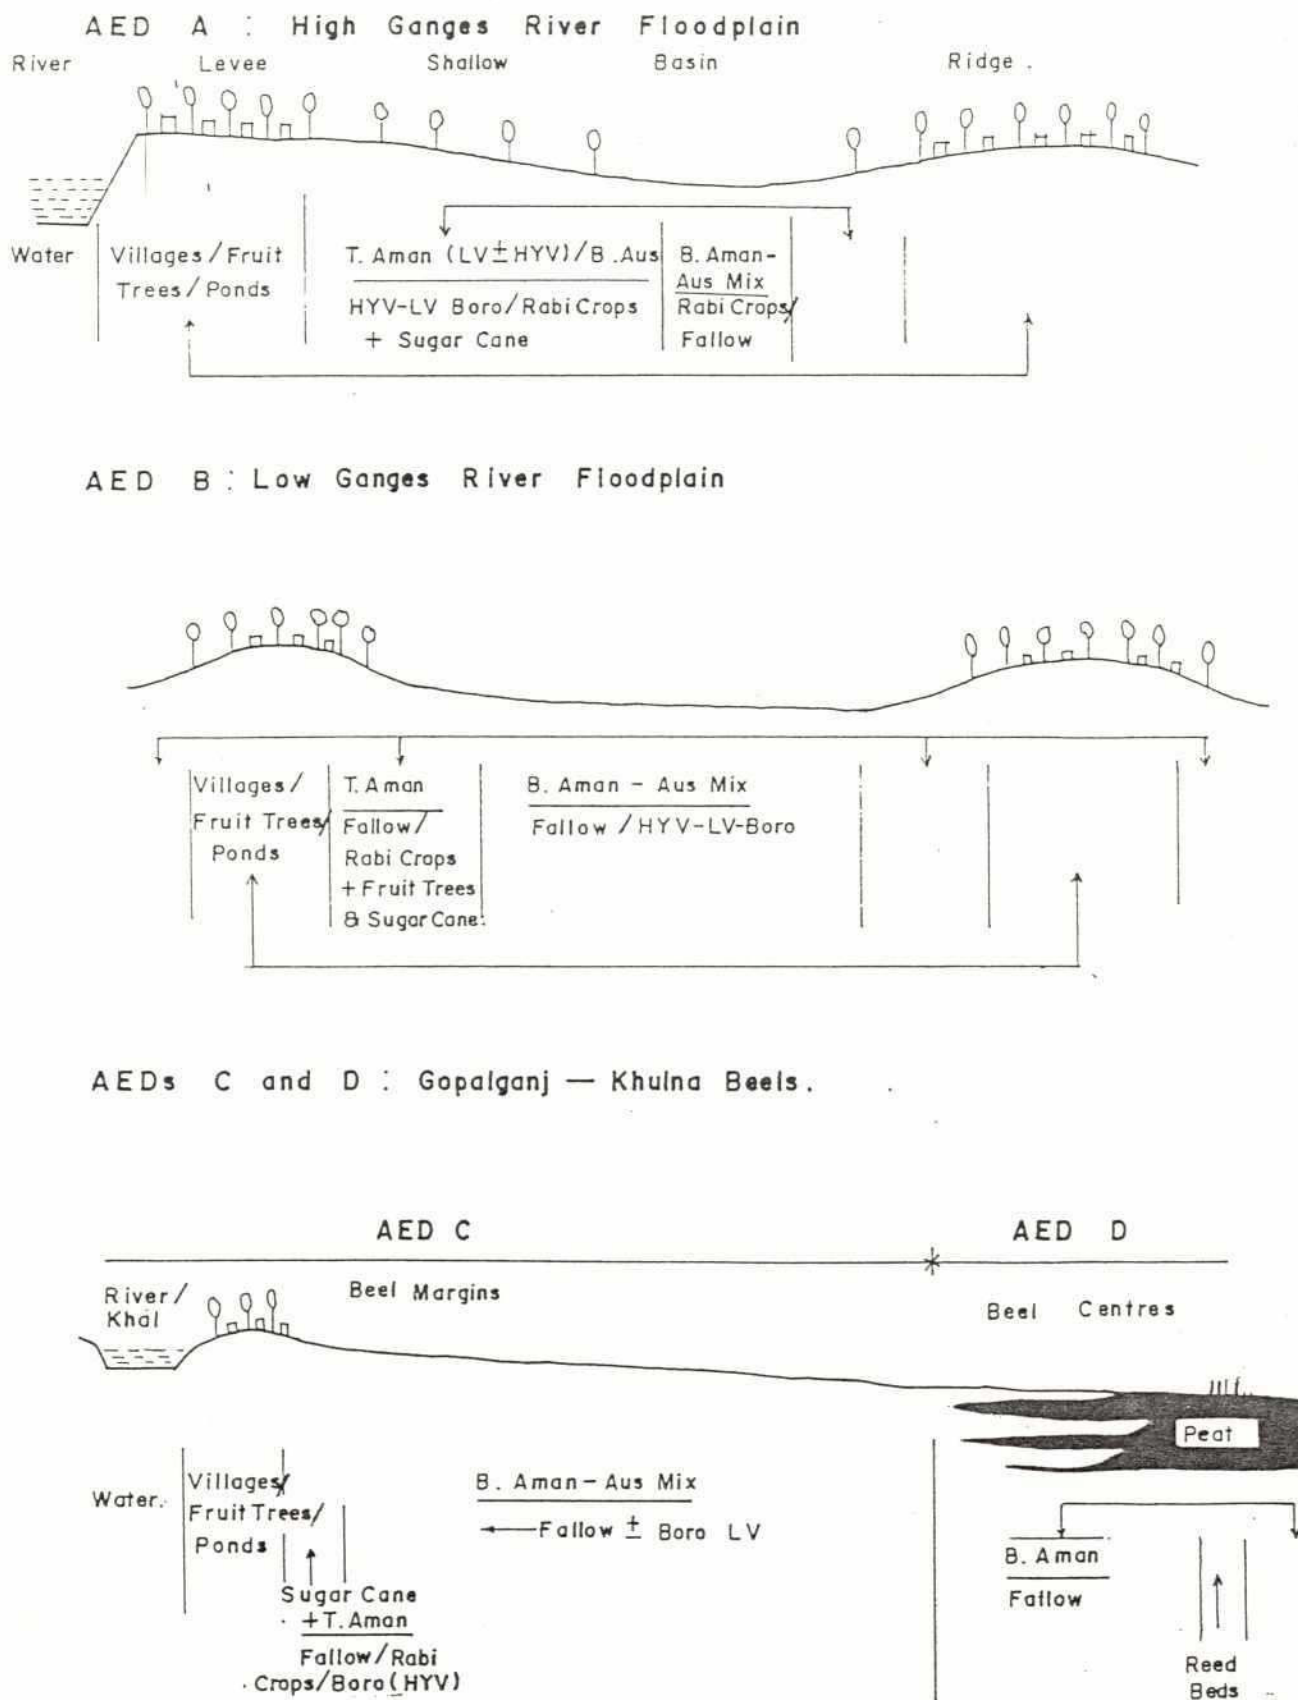 AED A : High Ganges River Floodplain
River Levee Shallow Basin Ridge .
Water
Villages / Fruit
Trees / Ponds
T. Aman (LV ± HYV) / B. Aus
HYV-LV Boro / Rabi Crops
+ Sugar Cane
B. Aman-
Aus Mix
Rabi Crops/
Fallow
AED B : Low Ganges River Floodplain
Villages /
Fruit Trees/
Ponds
T. Aman
Fallow /
Rabi Crops
+ Fruit Trees
& Sugar Cane.
B. Aman - Aus Mix
Fallow / HYV-LV-Boro
AEDs C and D : Gopalganj — Khulna Beels.
AED C AED D
River /
Khal
Beel Margins
Beel Centres
Peat
Water.
Villages/
Fruit Trees /
Ponds
Sugar Cane
+ T. Aman
Fallow / Rabi
Crops / Boro (HYV)
B. Aman - Aus Mix
Fallow ± Boro LV
B. Aman
Fallow
Reed
Beds